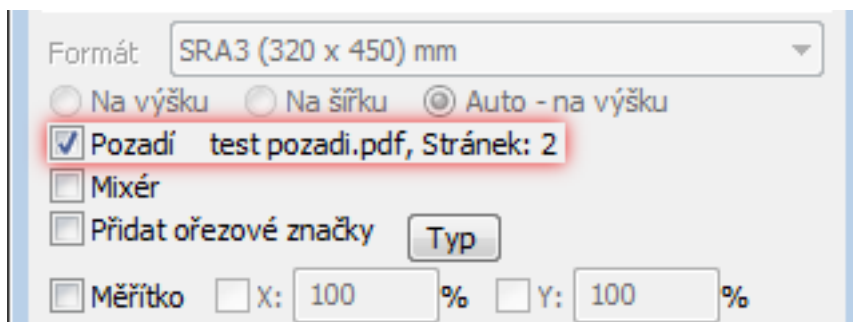 Formát SRA3 (320 x 450) mm
Na výšku Na šířku Auto - na výšku
Pozadí test pozadi.pdf, Stránek: 2
Mixér
Přidat ořezové značky Typ
Měřítko X: 100 % Y: 100 %